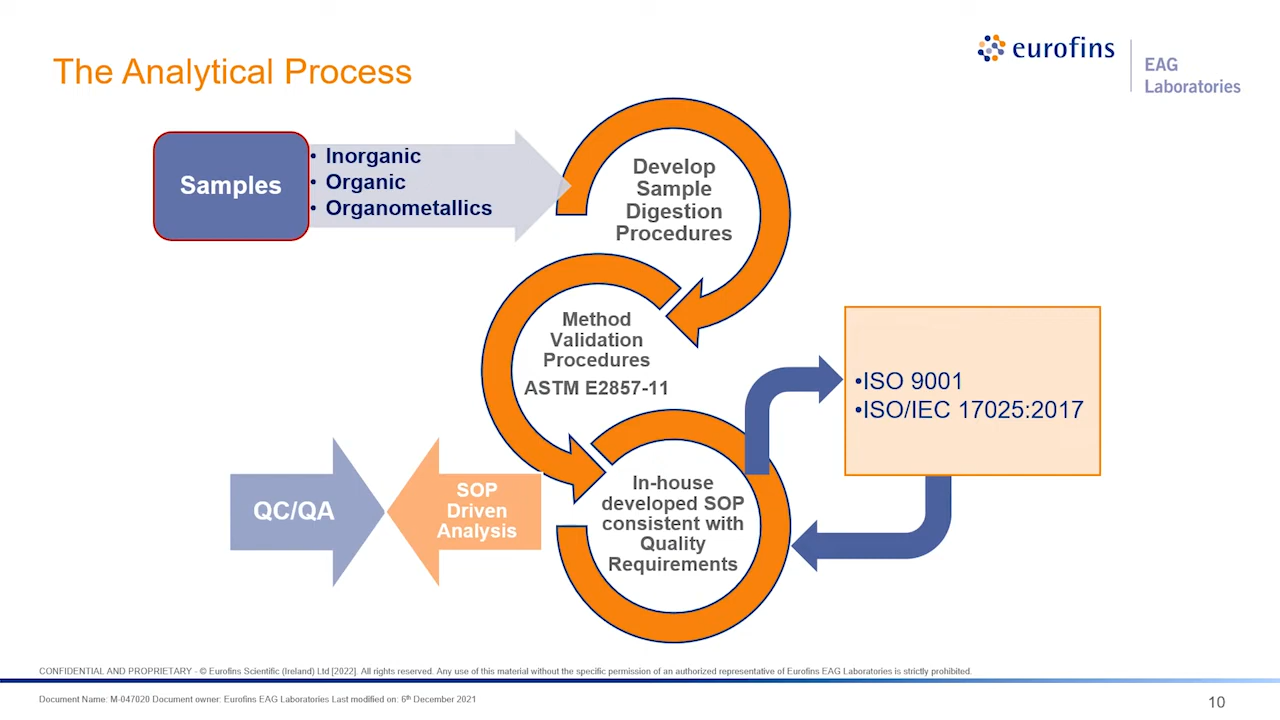 The Analytical Process
eurofins
EAG
Laboratories
Samples
• Inorganic
• Organic
• Organometallics
Develop
Sample
Digestion
Procedures
Method
Validation
Procedures
ASTM E2857-11
•ISO 9001
•ISO/IEC 17025:2017
In-house
developed SOP
consistent with
Quality
Requirements
SOP
Driven
Analysis
QC/QA
CONFIDENTIAL AND PROPRIETARY - © Eurofins Scientific (Ireland) Ltd [2022]. All rights reserved. Any use of this material without the specific permission of an authorized representative of Eurofins EAG Laboratories is strictly prohibited.
Document Name: M-047020 Document owner: Eurofins EAG Laboratories Last modified on: 6th December 2021
10